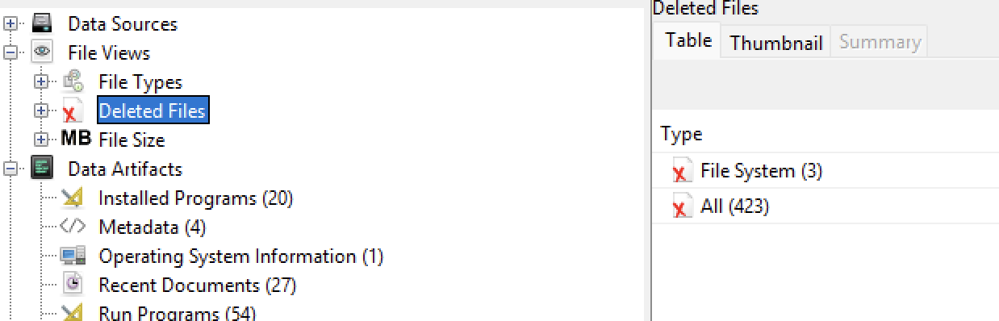 Data Sources
File Views
File Types
Deleted Files
MB File Size
Data Artifacts
Installed Programs (20)
Metadata (4)
Operating System Information (1)
Recent Documents (27)
Run Programs (54)
Deleted Files
Table Thumbnail Summary
Type
File System (3)
All (423)